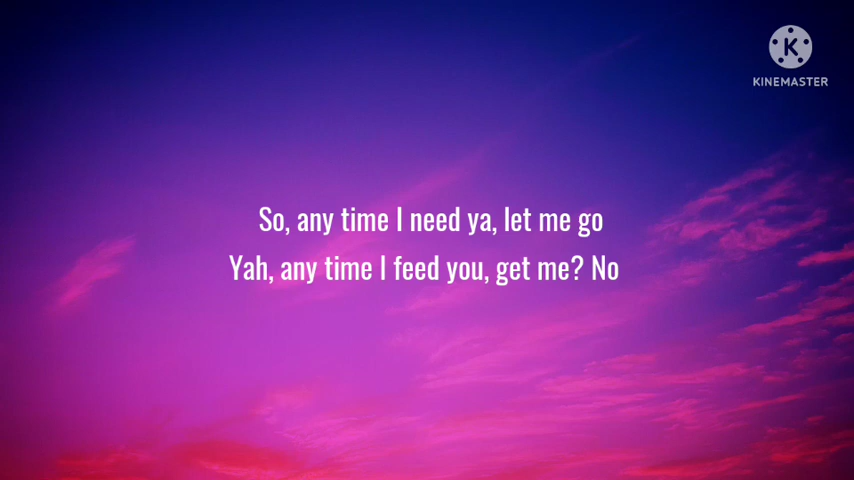 KINEMASTER
So, any time I need ya, let me go
Yah, any time I feed you, get me? No